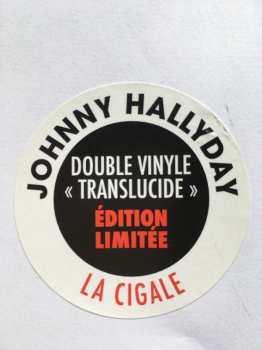 JOHNNY HALLYDAY
DOUBLE VINYLE
« TRANSLUCIDE »
ÉDITION
LIMITÉE
LA CIGALE